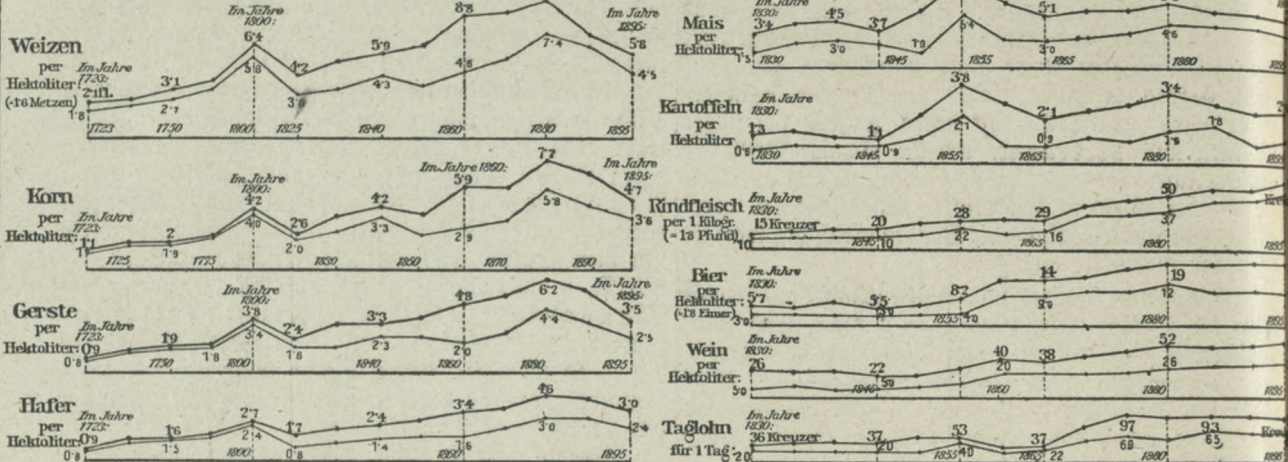 Weizen
per
Hektoliter
(=1·6 Metzen)
Im Jahre
1723:
2·1fl.
1·8
3·1
2·7
Im Jahre
1800:
6·4
5·8
4·2
3·0
5·9
4·3
8·8
4·6
7·4
Im Jahre
1895:
5·8
4·5
1723 1750 1800 1825 1840 1860 1880 1895
Korn
per
Hektoliter:
Im Jahre
1723:
1·1
2
1·9
Im Jahre
1800:
4·2
4·0
2·6
2·0
4·2
3·3
Im Jahre 1860:
5·9
2·9
7·7
5·8
Im Jahre
1895:
4·7
3·6
1725 1775 1830 1850 1870 1890
Gerste
per
Hektoliter:
Im Jahre
1723:
0·9
0·8
1·9
1·8
Im Jahre
1800:
3·8
3·4
2·4
1·8
3·3
2·3
4·8
2·0
6·2
4·4
Im Jahre
1895:
3·5
2·5
1750 1800 1840 1860 1880 1895
Hafer
per
Hektoliter:
Im Jahre
1723:
0·9
0·8
1·6
1·5
2·7
2·4
1·7
0·8
2·4
1·4
3·4
1·6
4·6
3·0
3·0
2·4
1800 1860 1895
Mais
per
Hektoliter:
1830:
3·4
1·5
4·5
3·0
3·7
1·9
5·4
5·1
3·0
4·6
1830 1845 1855 1865 1880
Kartoffeln
per
Hektoliter
Im Jahre
1830:
1·3
0·8
1·1
0·9
3·8
2·1
2·1
0·9
3·4
1·6
1·8
1830 1845 1855 1865 1880
Rindfleisch
per 1 Kilogr.
(=1·8 Pfund)
Im Jahre
1830:
15 Kreuzer
10
20
10
28
22
29
16
50
37
1845 1865 1880
Bier
per
Hektoliter:
(=1·8 Eimer)
Im Jahre
1830:
5·7
3·0
5·5
8·2
4·0
14
19
12
1855 1880
Wein
per
Hektoliter:
Im Jahre
1830:
26
5·0
22
5·0
40
20
38
52
26
1845 1860 1880
Taglohn
für 1 Tag:
Im Jahre
1830:
36 Kreuzer
20
37
20
53
40
37
22
97
69
93
65
1855 1865 1880